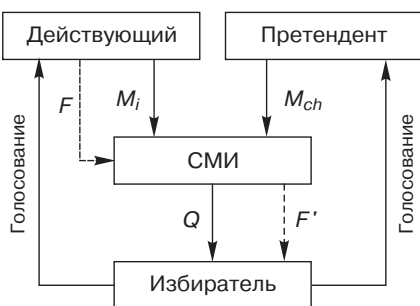 Действующий
Претендент
F
M_i
M_ch
Голосование
СМИ
Голосование
Q
F'
Избиратель